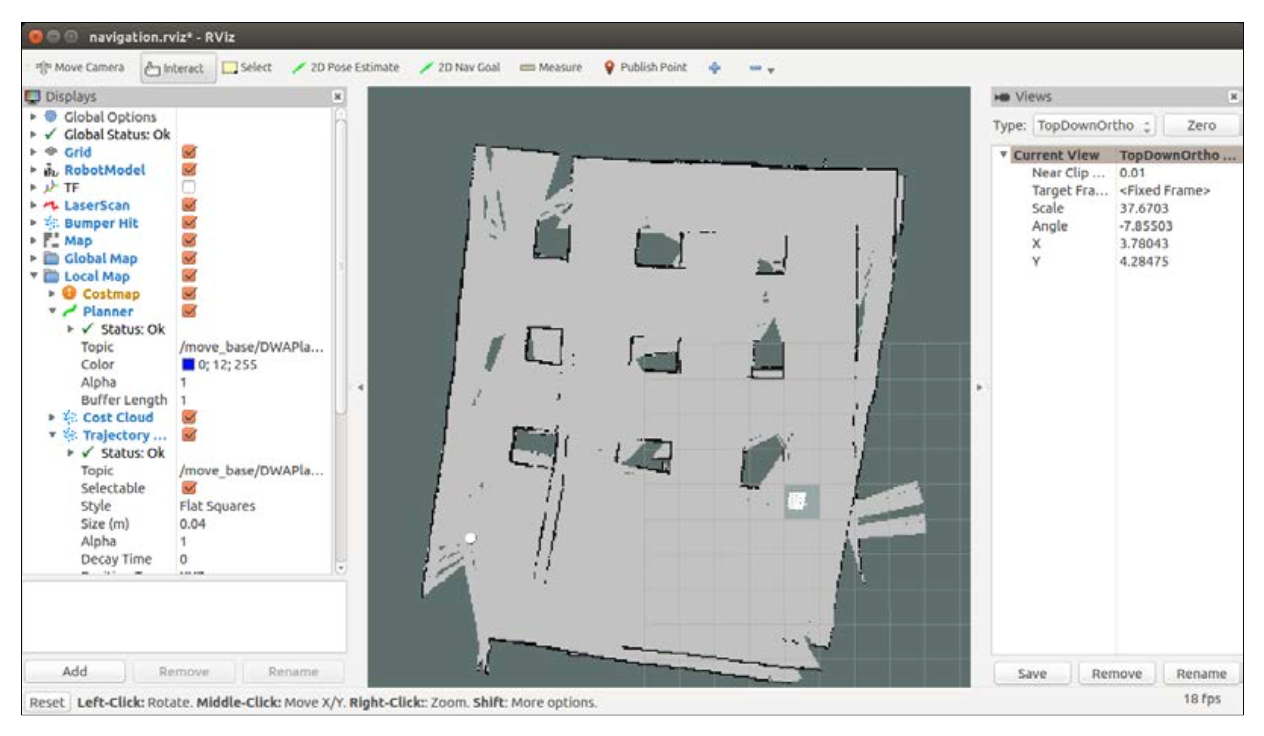 navigation.rviz* - RViz
Move Camera Interact Select 2D Pose Estimate 2D Nav Goal Measure Publish Point
Displays
Global Options
Global Status: Ok
Grid
RobotModel
TF
LaserScan
Bumper Hit
Map
Global Map
Local Map
Costmap
Planner
Status: Ok
Topic /move_base/DWAPla...
Color 0; 12; 255
Alpha 1
Buffer Length 1
Cost Cloud
Trajectory ...
Status: Ok
Topic /move_base/DWAPla...
Selectable
Style Flat Squares
Size (m) 0.04
Alpha 1
Decay Time 0
Add Remove Rename
Views
Type: TopDownOrtho Zero
Current View TopDownOrtho ...
Near Clip ... 0.01
Target Fra... <Fixed Frame>
Scale 37.6703
Angle -7.85503
X 3.78043
Y 4.28475
Save Remove Rename
Reset Left-Click: Rotate. Middle-Click: Move X/Y. Right-Click:: Zoom. Shift: More options. 18 fps